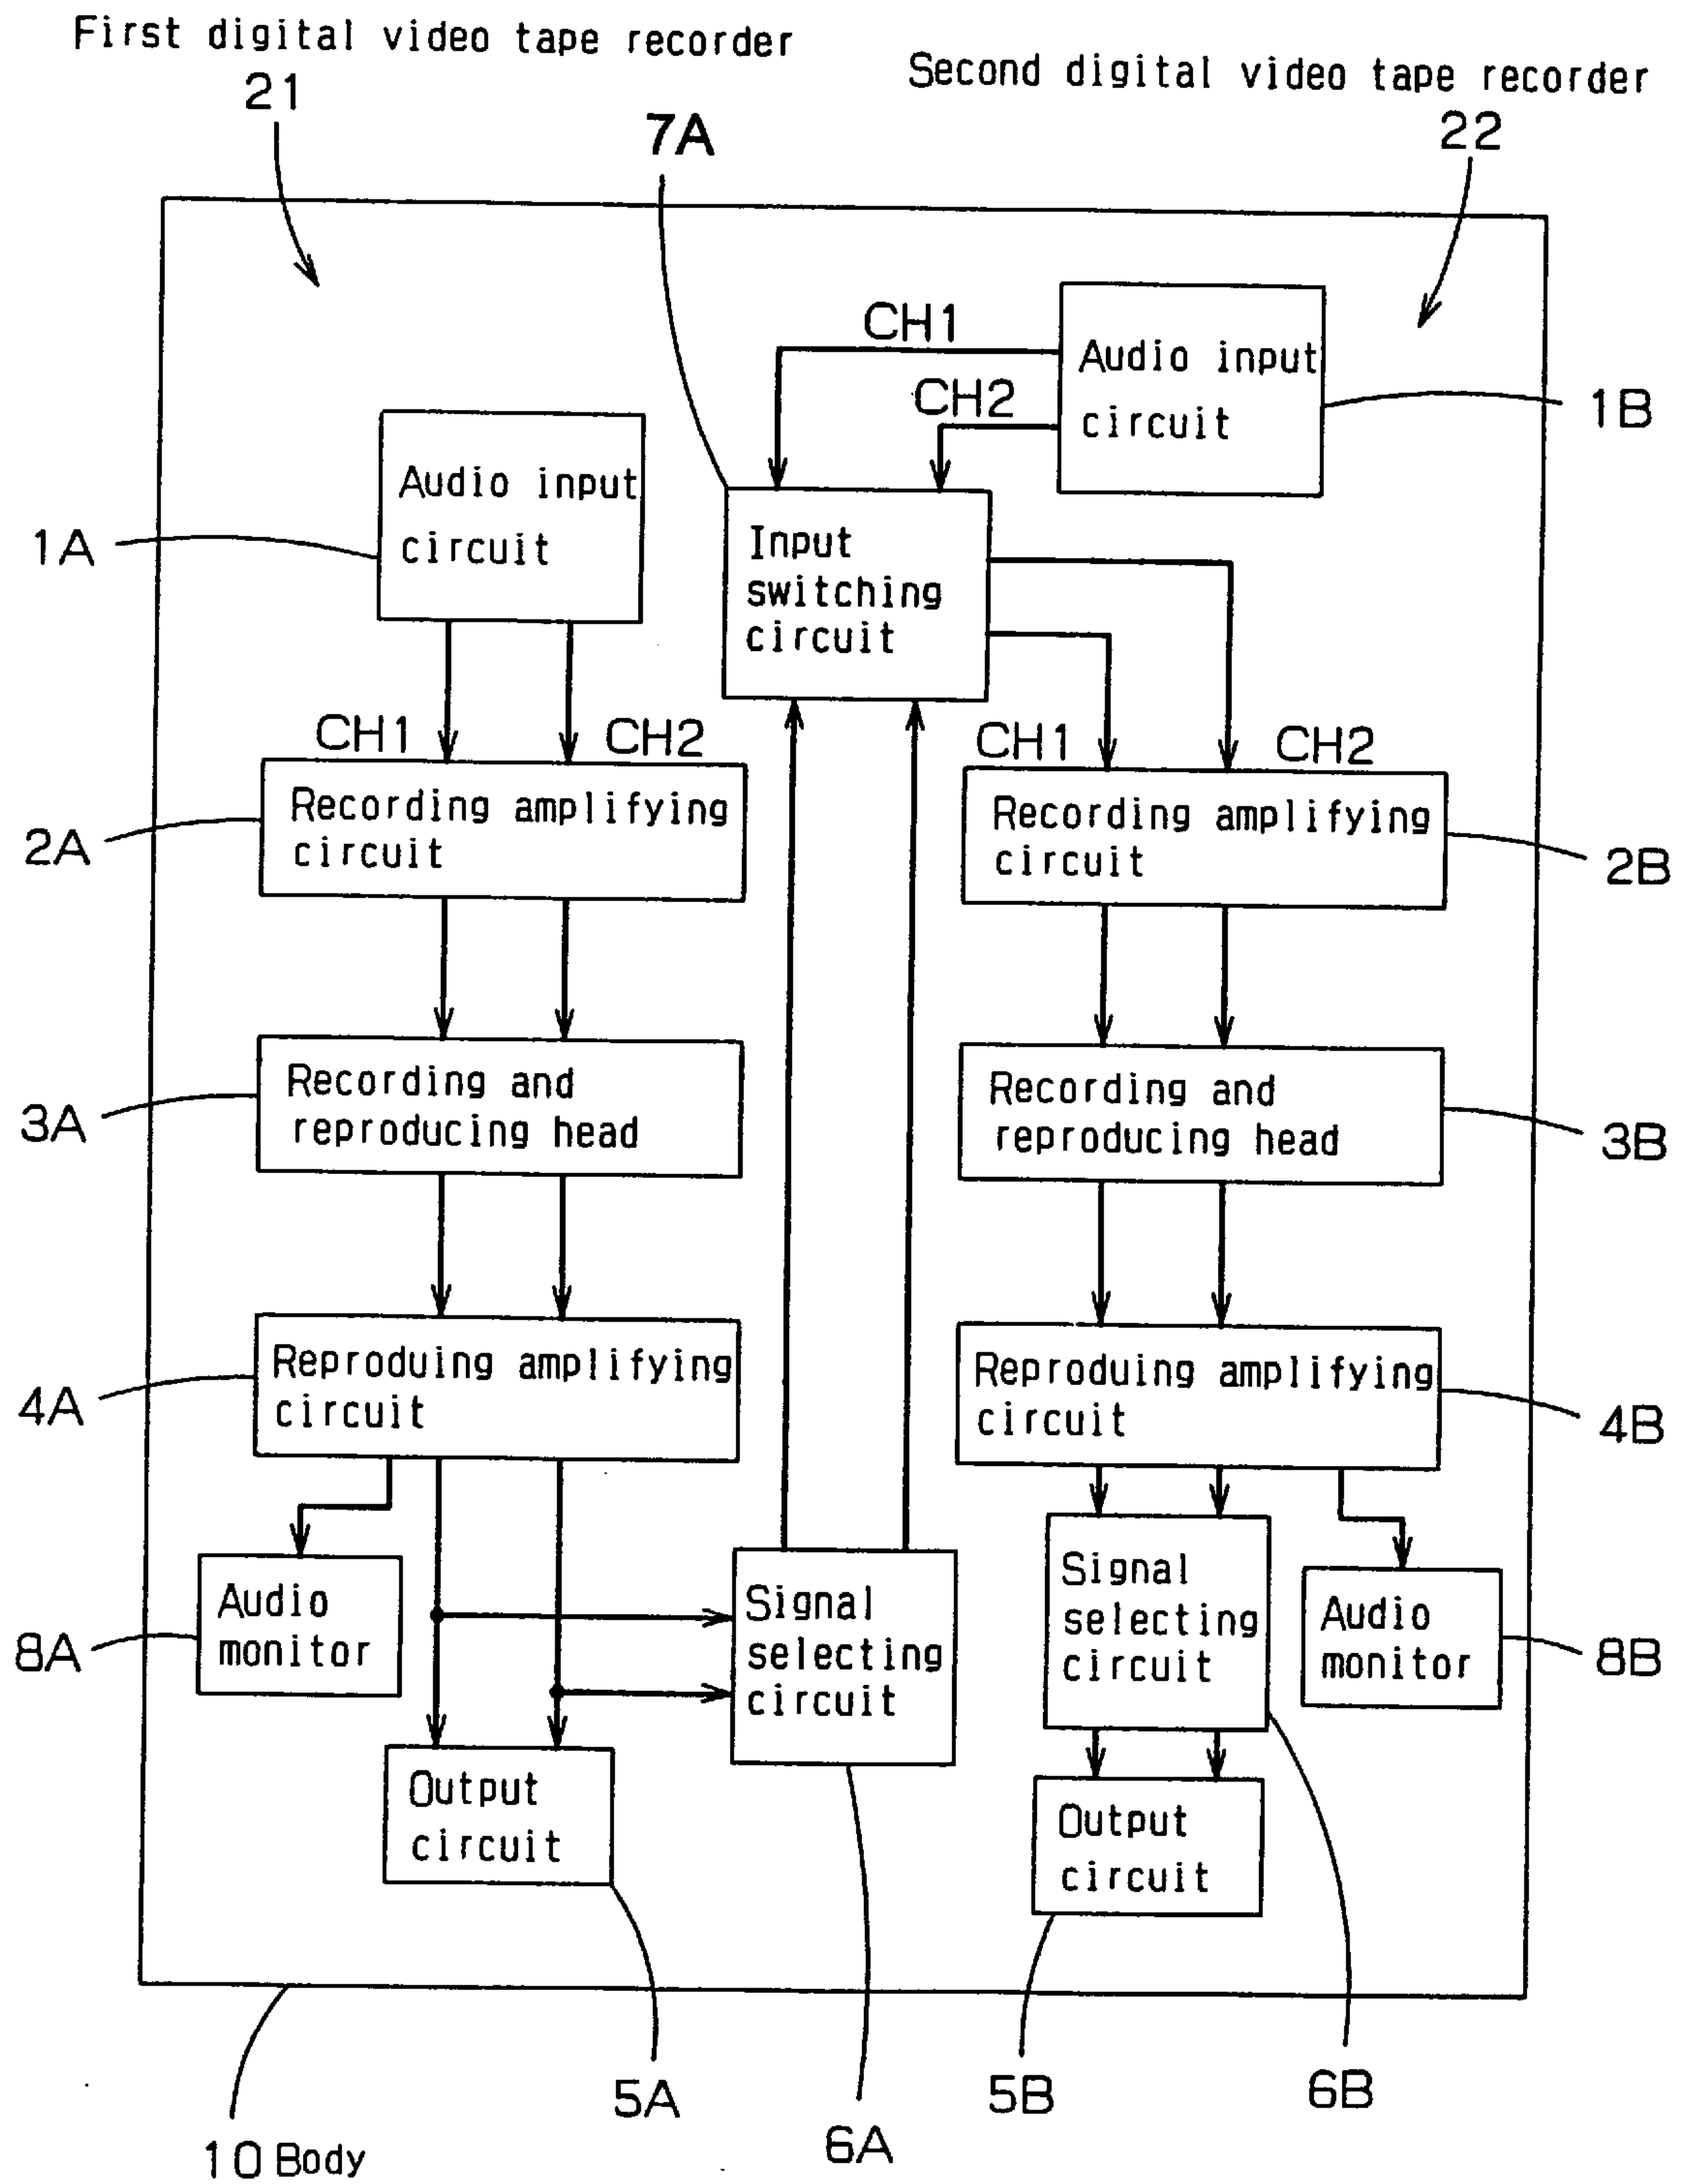 First digital video tape recorder
21
Second digital video tape recorder
22
7A
CH1
Audio input
circuit
CH2
1B
Audio input
circuit
1A
Input
switching
circuit
CH1
CH2
CH1
CH2
Recording amplifying
circuit
2A
Recording amplifying
circuit
2B
Recording and
reproducing head
3A
Recording and
reproducing head
3B
Reproduing amplifying
circuit
4A
Reproduing amplifying
circuit
4B
Audio
monitor
8A
Signal
selecting
circuit
Signal
selecting
circuit
Audio
monitor
8B
Output
circuit
Output
circuit
5A
6A
5B
6B
10 Body